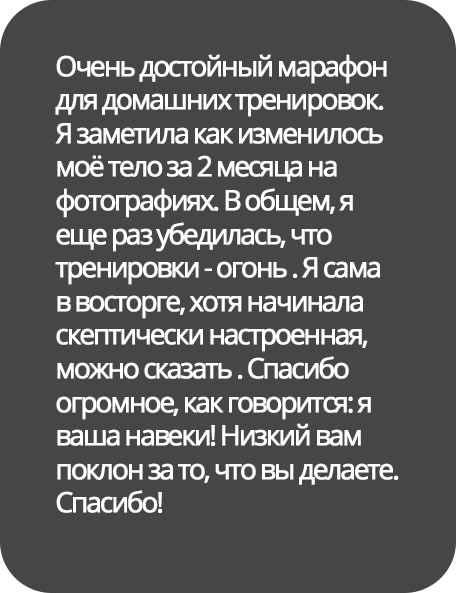 Очень достойный марафон
для домашних тренировок.
Я заметила как изменилось
моё тело за 2 месяца на
фотографиях. В общем, я
еще раз убедилась, что
тренировки - огонь . Я сама
в восторге, хотя начинала
скептически настроенная,
можно сказать . Спасибо
огромное, как говорится: я
ваша навеки! Низкий вам
поклон за то, что вы делаете.
Спасибо!